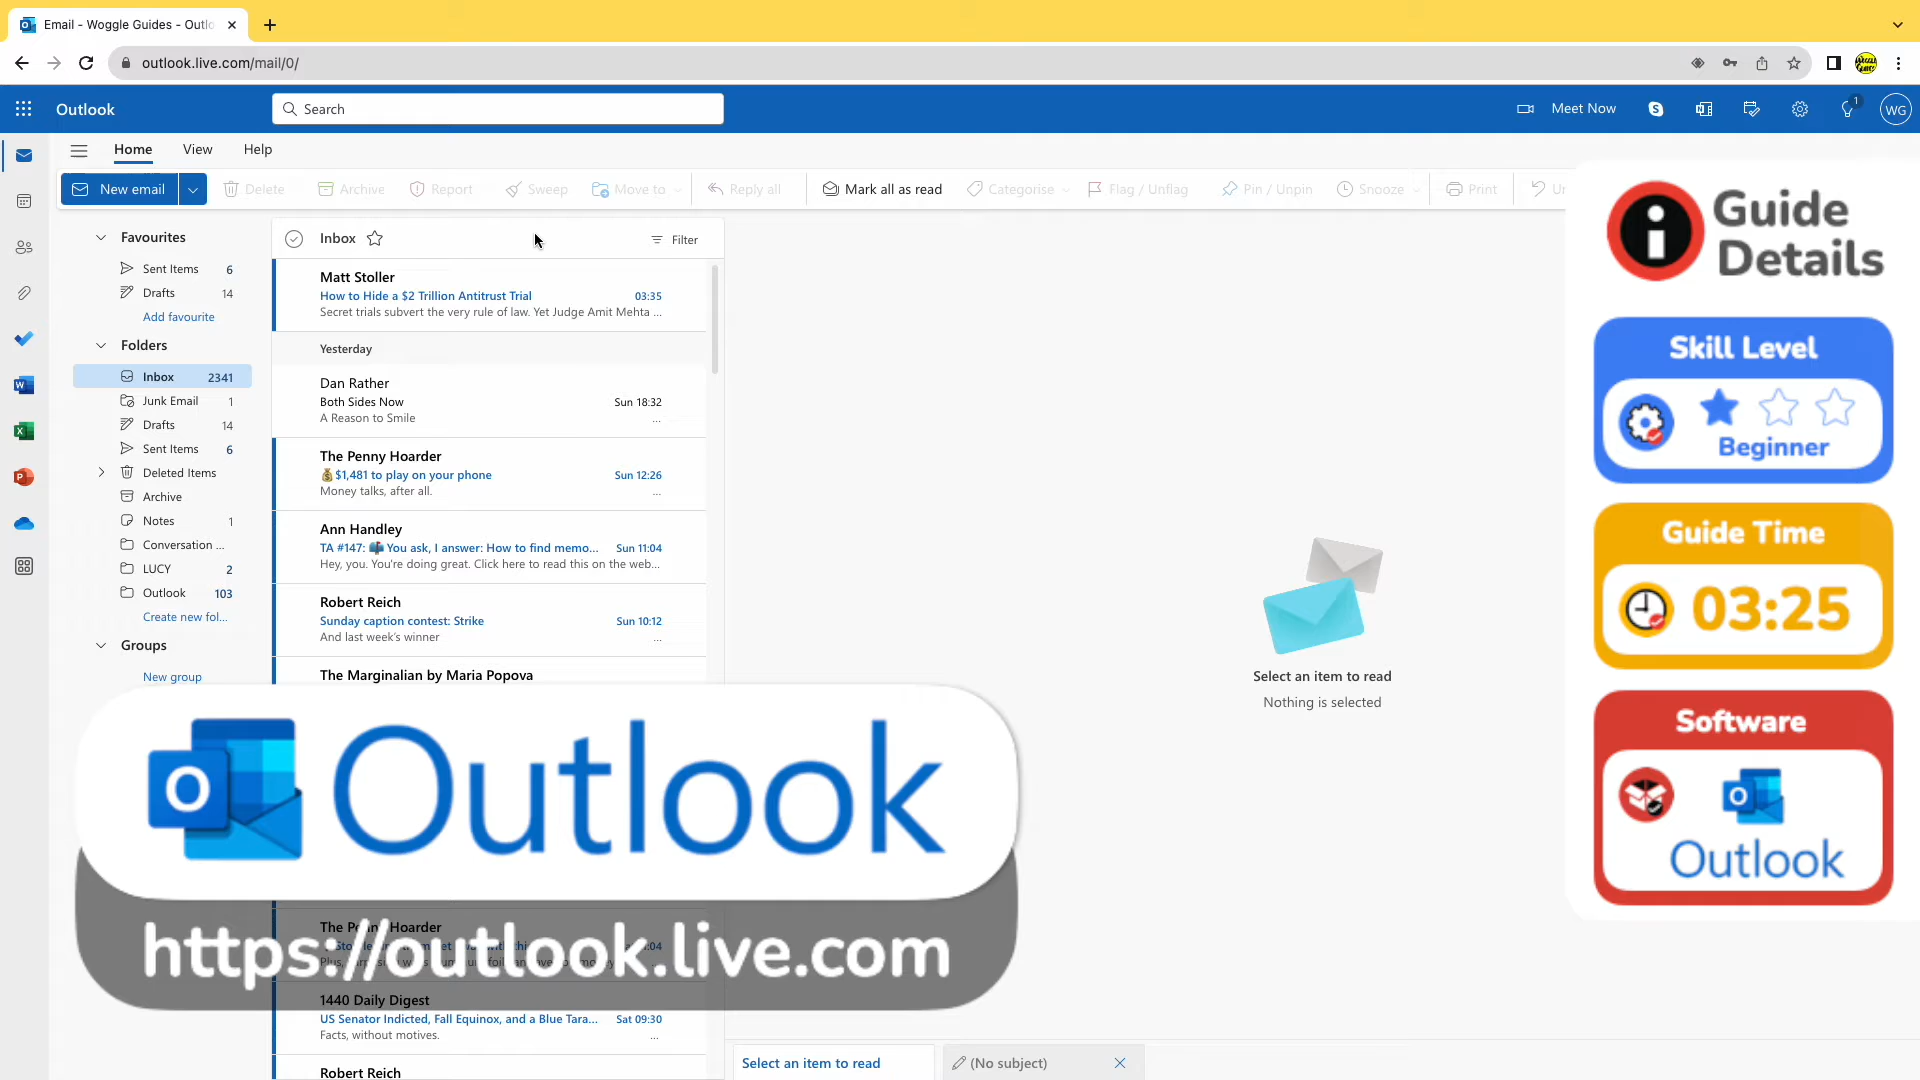 Email - Woggle Guides - Outlo
outlook.live.com/mail/0/
Outlook
Search
Meet Now
1
WG
Home View Help
New email
Delete
Archive
Report
Sweep
Move to
Reply all
Mark all as read
Categorise
Flag / Unflag
Pin / Unpin
Snooze
Print
Favourites
Sent Items 6
Drafts 14
Add favourite
Folders
Inbox 2341
Junk Email 1
Drafts 14
Sent Items 6
Deleted Items
Archive
Notes 1
Conversation ...
LUCY 2
Outlook 103
Create new fol...
Groups
New group
Inbox
Filter
Matt Stoller
How to Hide a $2 Trillion Antitrust Trial 03:35
Secret trials subvert the very rule of law. Yet Judge Amit Mehta ...
Yesterday
Dan Rather
Both Sides Now Sun 18:32
A Reason to Smile ...
The Penny Hoarder
💰$1,481 to play on your phone Sun 12:26
Money talks, after all. ...
Ann Handley
TA #147: 📫 You ask, I answer: How to find memo... Sun 11:04
Hey, you. You're doing great. Click here to read this on the web...
Robert Reich
Sunday caption contest: Strike Sun 10:12
And last week's winner ...
The Marginalian by Maria Popova
Outlook
The Penny Hoarder
https://outlook.live.com
1440 Daily Digest
US Senator Indicted, Fall Equinox, and a Blue Tara... Sat 09:30
Facts, without motives. ...
Robert Reich
Select an item to read
Nothing is selected
Select an item to read
(No subject)
Guide
Details
Skill Level
Beginner
Guide Time
03:25
Software
Outlook